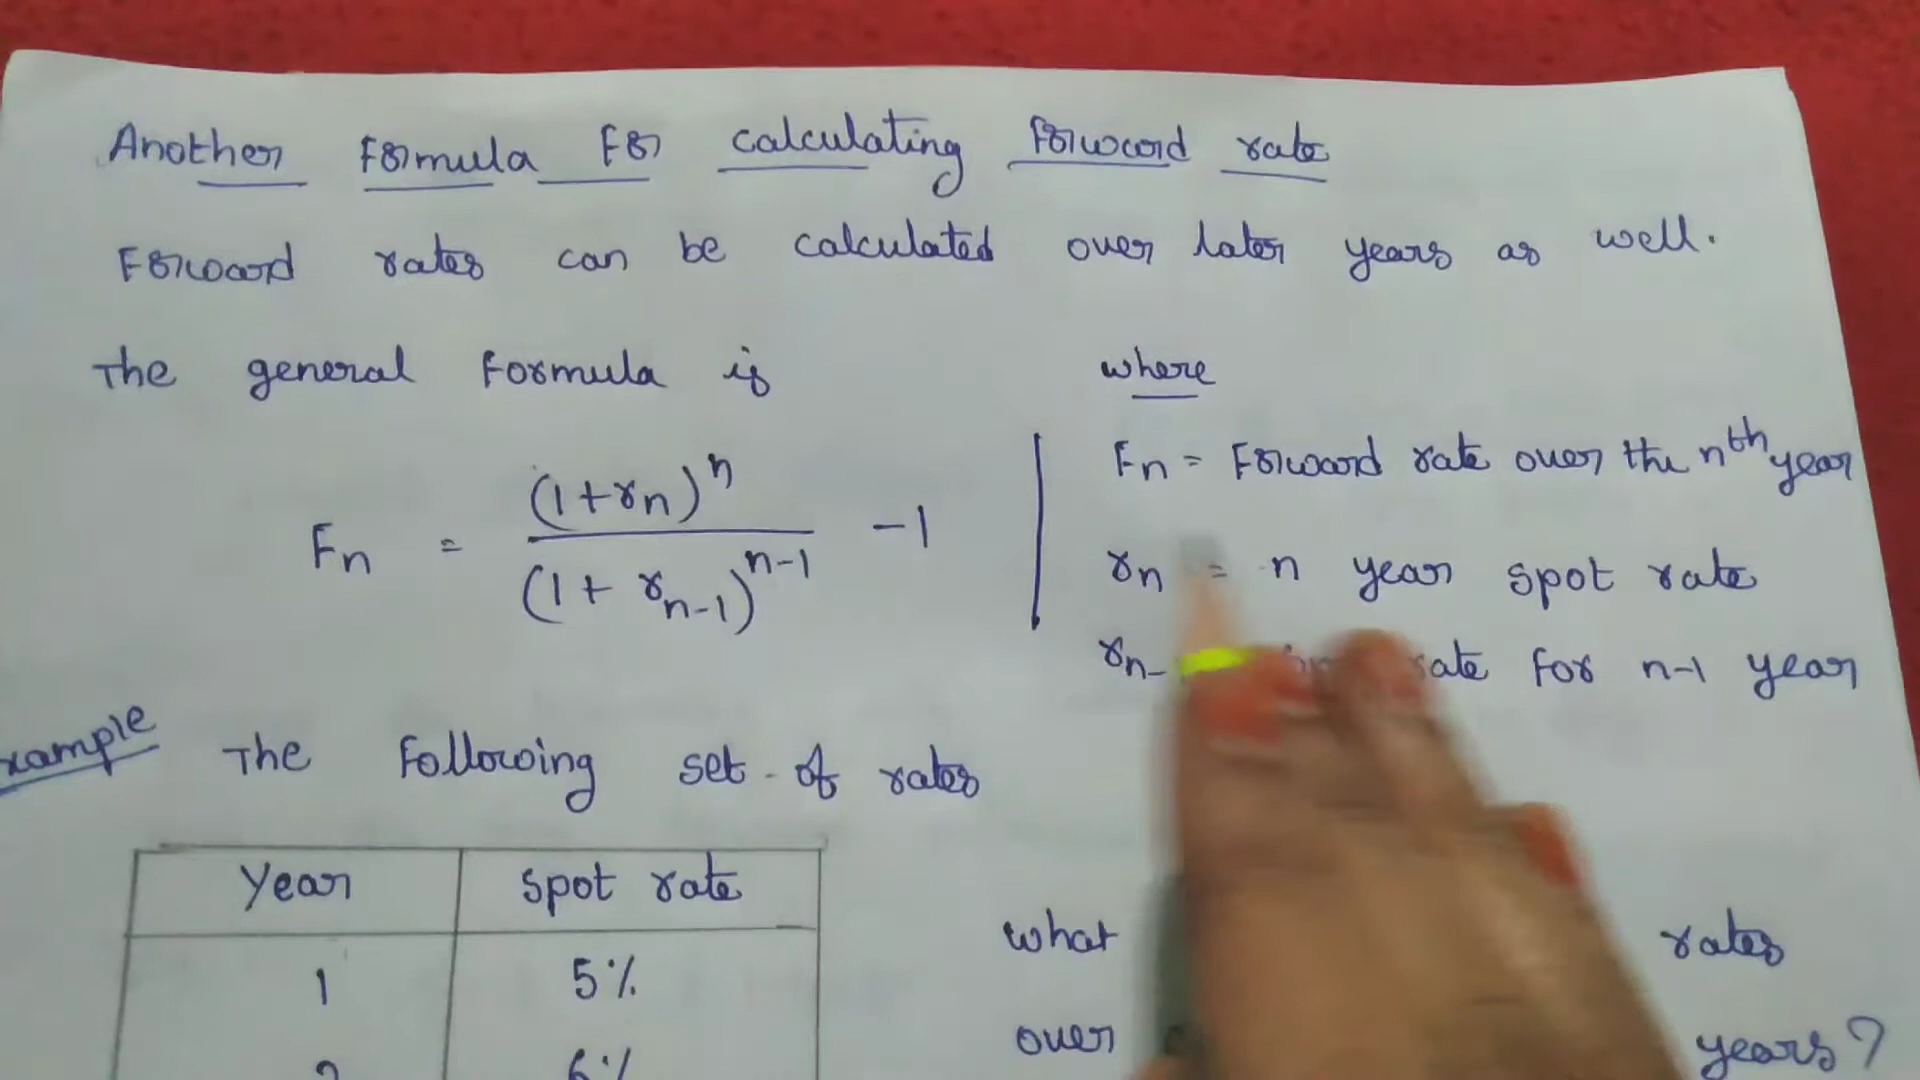 Another Formula For calculating Forward rate
Forward rates can be calculated over later years as well.
The general Formula is
Fn = (1+rn)^n / (1+ r_{n-1})^{n-1} -1
where
Fn = Forward rate over the nth year
rn = n year spot rate
rn- rate for n-1 year
The Following set of rates
Year spot rate
1 5%
6%
what rates
over years?